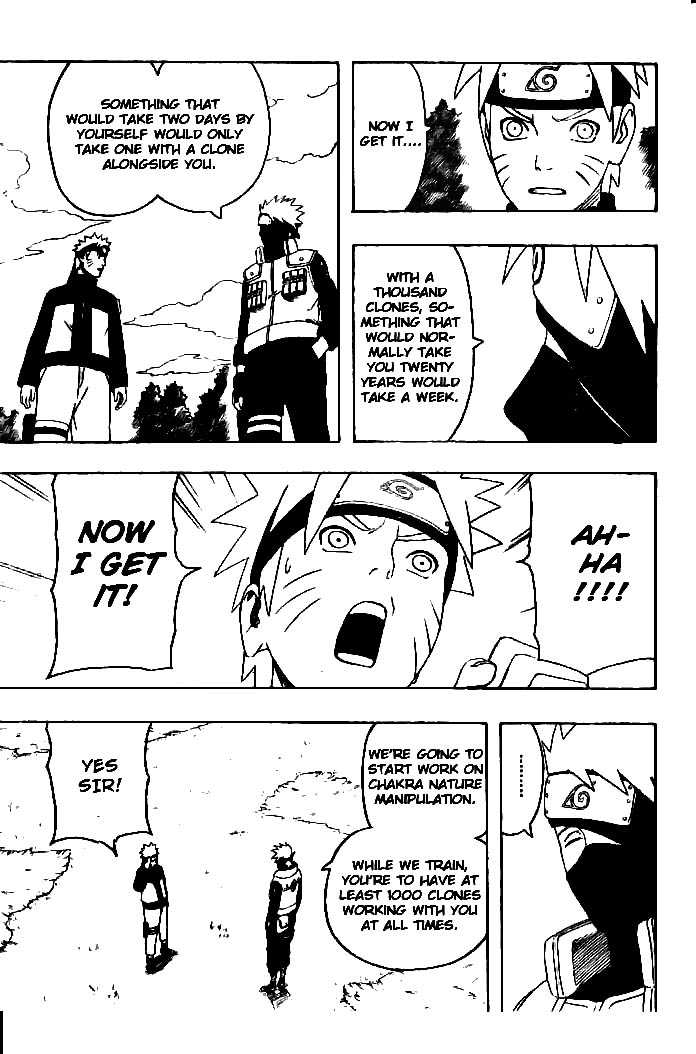 NOW I
GET IT....
WITH A
THOUSAND
CLONES, SO-
METHING THAT
WOULD NOR-
MALLY TAKE
YOU TWENTY
YEARS WOULD
TAKE A WEEK.
SOMETHING THAT
WOULD TAKE TWO DAYS BY
YOURSELF WOULD ONLY
TAKE ONE WITH A CLONE
ALONGSIDE YOU.
AH-
HA
!!!!
NOW
I GET
IT!
.........
WE'RE GOING TO
START WORK ON
CHAKRA NATURE
MANIPULATION.
WHILE WE TRAIN,
YOU'RE TO HAVE AT
LEAST 1000 CLONES
WORKING WITH YOU
AT ALL TIMES.
YES
SIR!